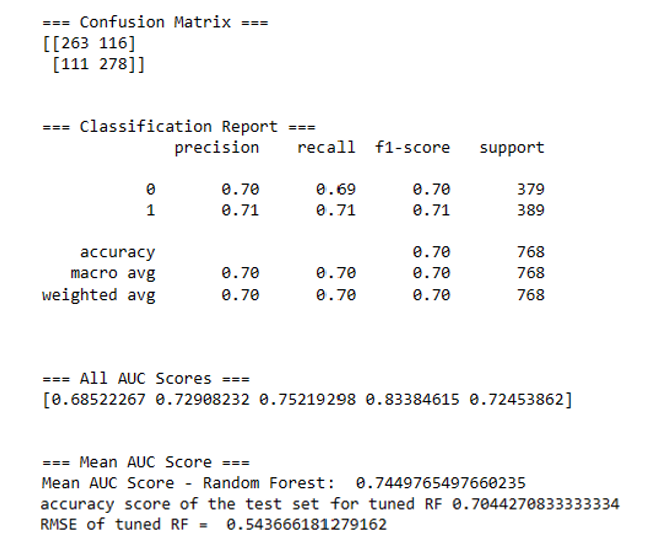 === Confusion Matrix ===
[[263 116]
 [111 278]]
=== Classification Report ===
precision recall f1-score support
0 0.70 0.69 0.70 379
1 0.71 0.71 0.71 389
accuracy 0.70 768
macro avg 0.70 0.70 0.70 768
weighted avg 0.70 0.70 0.70 768
=== All AUC Scores ===
[0.68522267 0.72908232 0.75219298 0.83384615 0.72453862]
=== Mean AUC Score ===
Mean AUC Score - Random Forest:  0.7449765497660235
accuracy score of the test set for tuned RF 0.7044270833333334
RMSE of tuned RF =  0.543666181279162